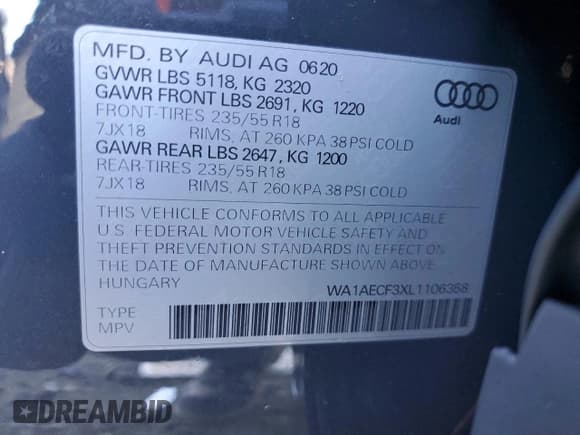 MFD. BY AUDI AG 0620
GVWR LBS 5118, KG 2320
GAWR FRONT LBS 2691, KG 1220
FRONT-TIRES 235/55 R18
7JX18 RIMS, AT 260 KPA 38 PSI COLD
GAWR REAR LBS 2647, KG 1200
REAR-TIRES 235/55 R18
7JX18 RIMS, AT 260 KPA 38 PSI COLD
Audi
THIS VEHICLE CONFORMS TO ALL APPLICABLE
U.S. FEDERAL MOTOR VEHICLE SAFETY AND
THEFT PREVENTION STANDARDS IN EFFECT ON
THE DATE OF MANUFACTURE SHOWN ABOVE.
HUNGARY
WA1AECF3XL1106358
TYPE
MPV
DREAMBID